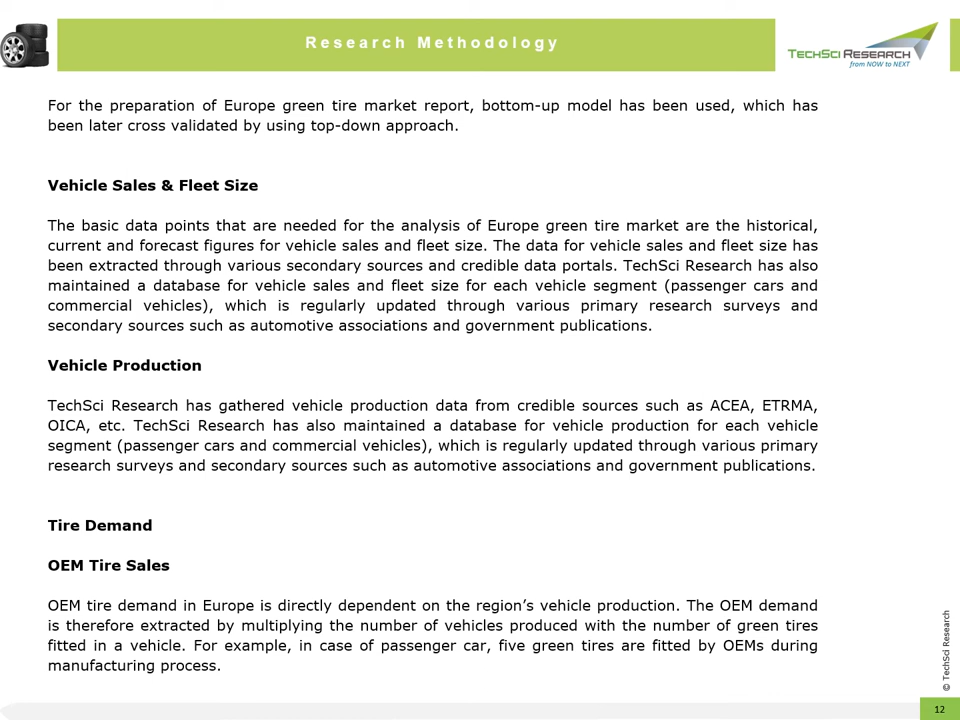 Research Methodology
TECHSCI RESEARCH
from NOW to NEXT
For the preparation of Europe green tire market report, bottom-up model has been used, which has
been later cross validated by using top-down approach.
Vehicle Sales & Fleet Size
The basic data points that are needed for the analysis of Europe green tire market are the historical,
current and forecast figures for vehicle sales and fleet size. The data for vehicle sales and fleet size has
been extracted through various secondary sources and credible data portals. TechSci Research has also
maintained a database for vehicle sales and fleet size for each vehicle segment (passenger cars and
commercial vehicles), which is regularly updated through various primary research surveys and
secondary sources such as automotive associations and government publications.
Vehicle Production
TechSci Research has gathered vehicle production data from credible sources such as ACEA, ETRMA,
OICA, etc. TechSci Research has also maintained a database for vehicle production for each vehicle
segment (passenger cars and commercial vehicles), which is regularly updated through various primary
research surveys and secondary sources such as automotive associations and government publications.
Tire Demand
OEM Tire Sales
OEM tire demand in Europe is directly dependent on the region’s vehicle production. The OEM demand
is therefore extracted by multiplying the number of vehicles produced with the number of green tires
fitted in a vehicle. For example, in case of passenger car, five green tires are fitted by OEMs during
manufacturing process.
© TechSci Research
12